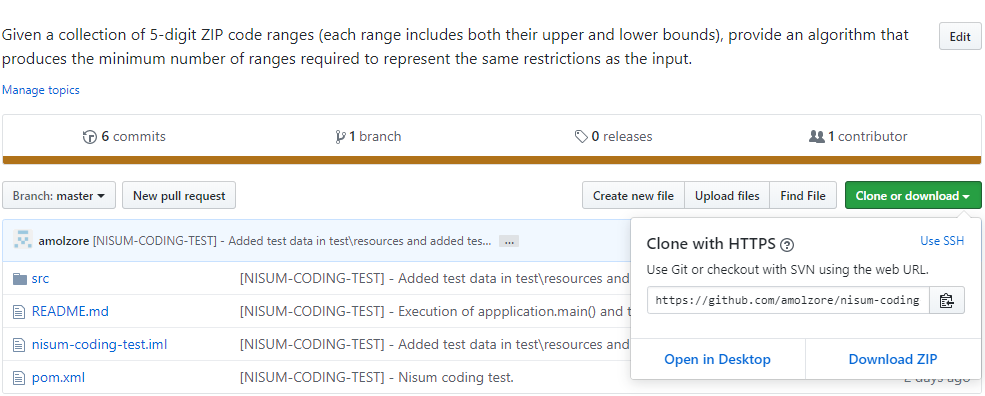 Given a collection of 5-digit ZIP code ranges (each range includes both their upper and lower bounds), provide an algorithm that
produces the minimum number of ranges required to represent the same restrictions as the input.
Edit
Manage topics
6 commits
1 branch
0 releases
1 contributor
Branch: master
New pull request
Create new file
Upload files
Find File
Clone or download
amolzore [NISUM-CODING-TEST] - Added test data in test\resources and added tes...
...
Clone with HTTPS
Use SSH
Use Git or checkout with SVN using the web URL.
https://github.com/amolzore/nisum-coding
Open in Desktop
Download ZIP
src
[NISUM-CODING-TEST] - Added test data in test\resources and
README.md
[NISUM-CODING-TEST] - Execution of appplication.main() and t
nisum-coding-test.iml
[NISUM-CODING-TEST] - Added test data in test\resources and
pom.xml
[NISUM-CODING-TEST] - Nisum coding test.
2 days ago